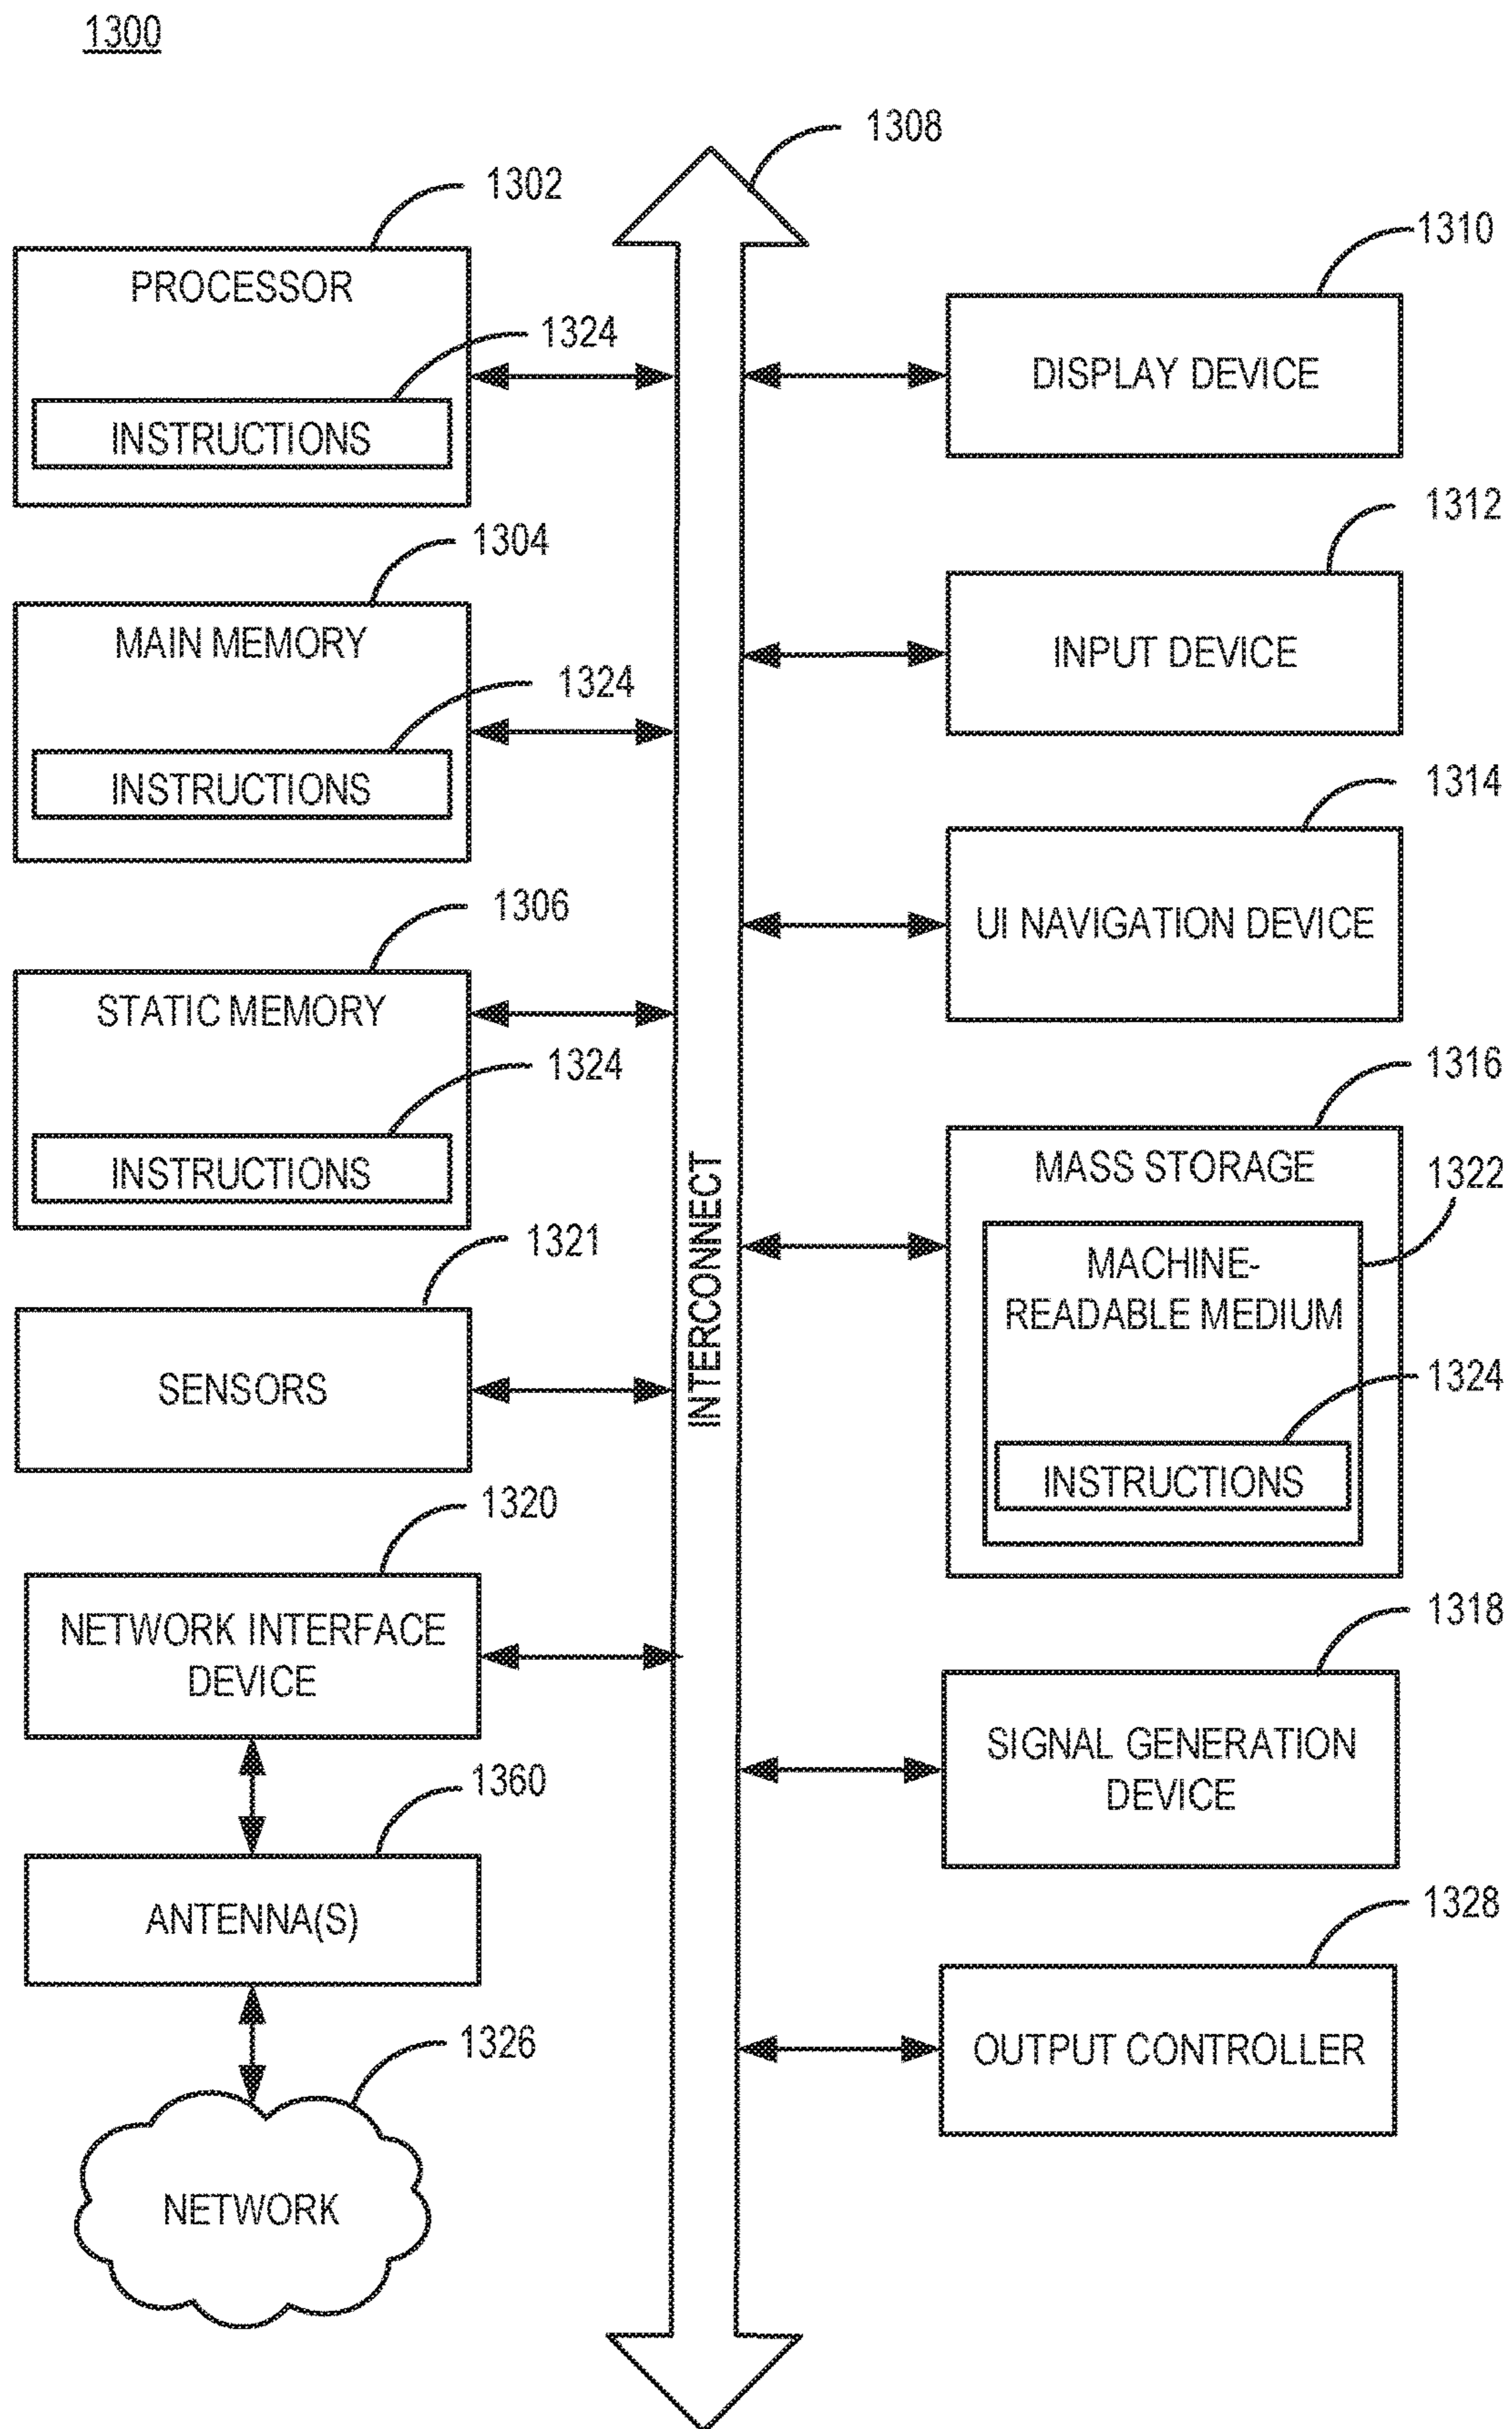 1300
1308
1302
1310
PROCESSOR
1324
DISPLAY DEVICE
INSTRUCTIONS
1312
1304
MAIN MEMORY
INPUT DEVICE
1324
INSTRUCTIONS
1314
1306
UI NAVIGATION DEVICE
STATIC MEMORY
1324
INSTRUCTIONS
1316
MASS STORAGE
1322
MACHINE-
READABLE MEDIUM
1324
INSTRUCTIONS
INTERCONNECT
1321
SENSORS
1320
NETWORK INTERFACE
DEVICE
1318
SIGNAL GENERATION
DEVICE
1360
ANTENNA(S)
1328
OUTPUT CONTROLLER
1326
NETWORK